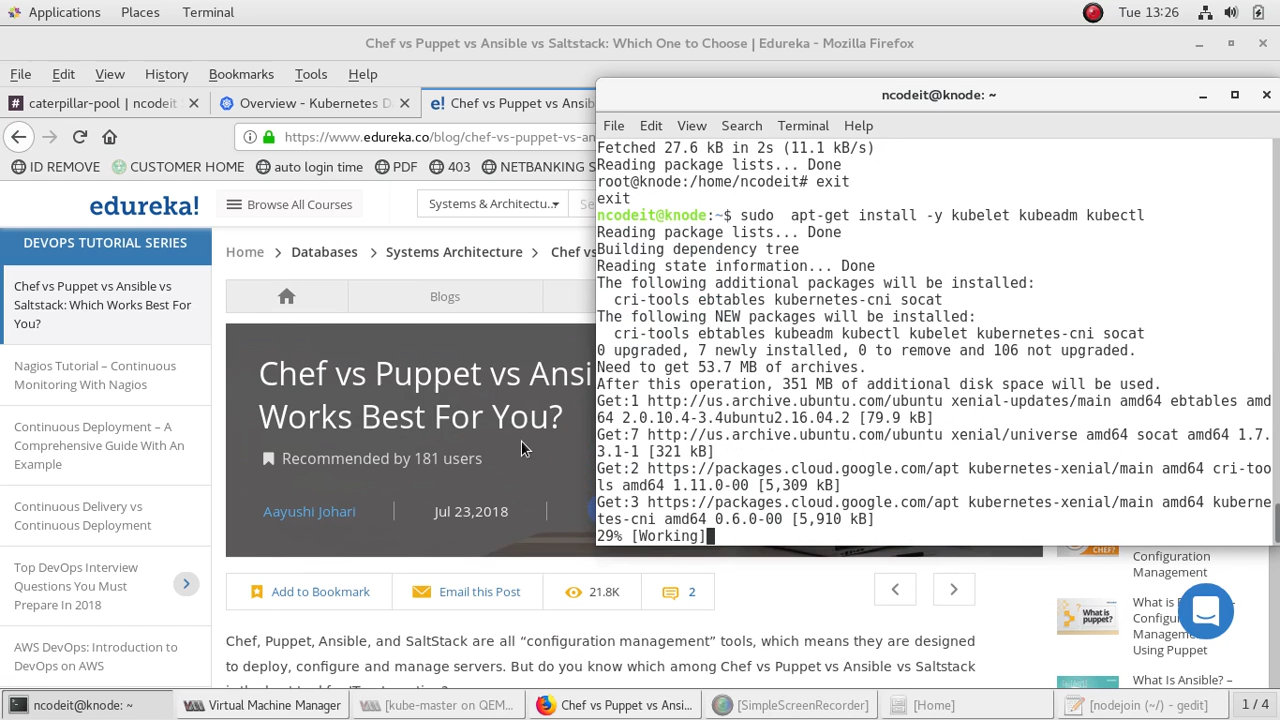 Applications Places Terminal Tue 13:26
Chef vs Puppet vs Ansible vs Saltstack: Which One to Choose | Edureka - Mozilla Firefox
File Edit View History Bookmarks Tools Help
caterpillar-pool | ncodeit
Overview - Kubernetes D
e! Chef vs Puppet vs Ansib
https://www.edureka.co/blog/chef-vs-puppet-vs-an
ID REMOVE CUSTOMER HOME auto login time PDF 403 NETBANKING
edureka!
Browse All Courses
Systems & Architectu..
DEVOPS TUTORIAL SERIES
Chef vs Puppet vs Ansible vs
Saltstack: Which Works Best For
You?
Nagios Tutorial – Continuous
Monitoring With Nagios
Continuous Deployment – A
Comprehensive Guide With An
Example
Continuous Delivery vs
Continuous Deployment
Top DevOps Interview
Questions You Must
Prepare In 2018
AWS DevOps: Introduction to
DevOps on AWS
Home > Databases > Systems Architecture > Chef vs
Blogs
Chef vs Puppet vs Ansi
Works Best For You?
Recommended by 181 users
Aayushi Johari
Jul 23,2018
Add to Bookmark
Email this Post
21.8K
2
Chef, Puppet, Ansible, and SaltStack are all “configuration management” tools, which means they are designed
to deploy, configure and manage servers. But do you know which among Chef vs Puppet vs Ansible vs Saltstack
ncodeit@knode: ~
File Edit View Search Terminal Help
Fetched 27.6 kB in 2s (11.1 kB/s)
Reading package lists... Done
root@knode:/home/ncodeit# exit
exit
ncodeit@knode:~$ sudo  apt-get install -y kubelet kubeadm kubectl
Reading package lists... Done
Building dependency tree
Reading state information... Done
The following additional packages will be installed:
cri-tools ebtables kubernetes-cni socat
The following NEW packages will be installed:
cri-tools ebtables kubeadm kubectl kubelet kubernetes-cni socat
0 upgraded, 7 newly installed, 0 to remove and 106 not upgraded.
Need to get 53.7 MB of archives.
After this operation, 351 MB of additional disk space will be used.
Get:1 http://us.archive.ubuntu.com/ubuntu xenial-updates/main amd64 ebtables amd
64 2.0.10.4-3.4ubuntu2.16.04.2 [79.9 kB]
Get:7 http://us.archive.ubuntu.com/ubuntu xenial/universe amd64 socat amd64 1.7.
3.1-1 [321 kB]
Get:2 https://packages.cloud.google.com/apt kubernetes-xenial/main amd64 cri-too
ls amd64 1.11.0-00 [5,309 kB]
Get:3 https://packages.cloud.google.com/apt kubernetes-xenial/main amd64 kuberne
tes-cni amd64 0.6.0-00 [5,910 kB]
29% [Working]
Configuration
Management
What is
puppet?
What is
Configu
Managem
Using Puppet
What Is Ansible? –
ncodeit@knode: ~
Virtual Machine Manager
[kube-master on QEM...
Chef vs Puppet vs Ansi...
[SimpleScreenRecorder]
[Home]
[nodejoin (~/) - gedit]
1 / 4